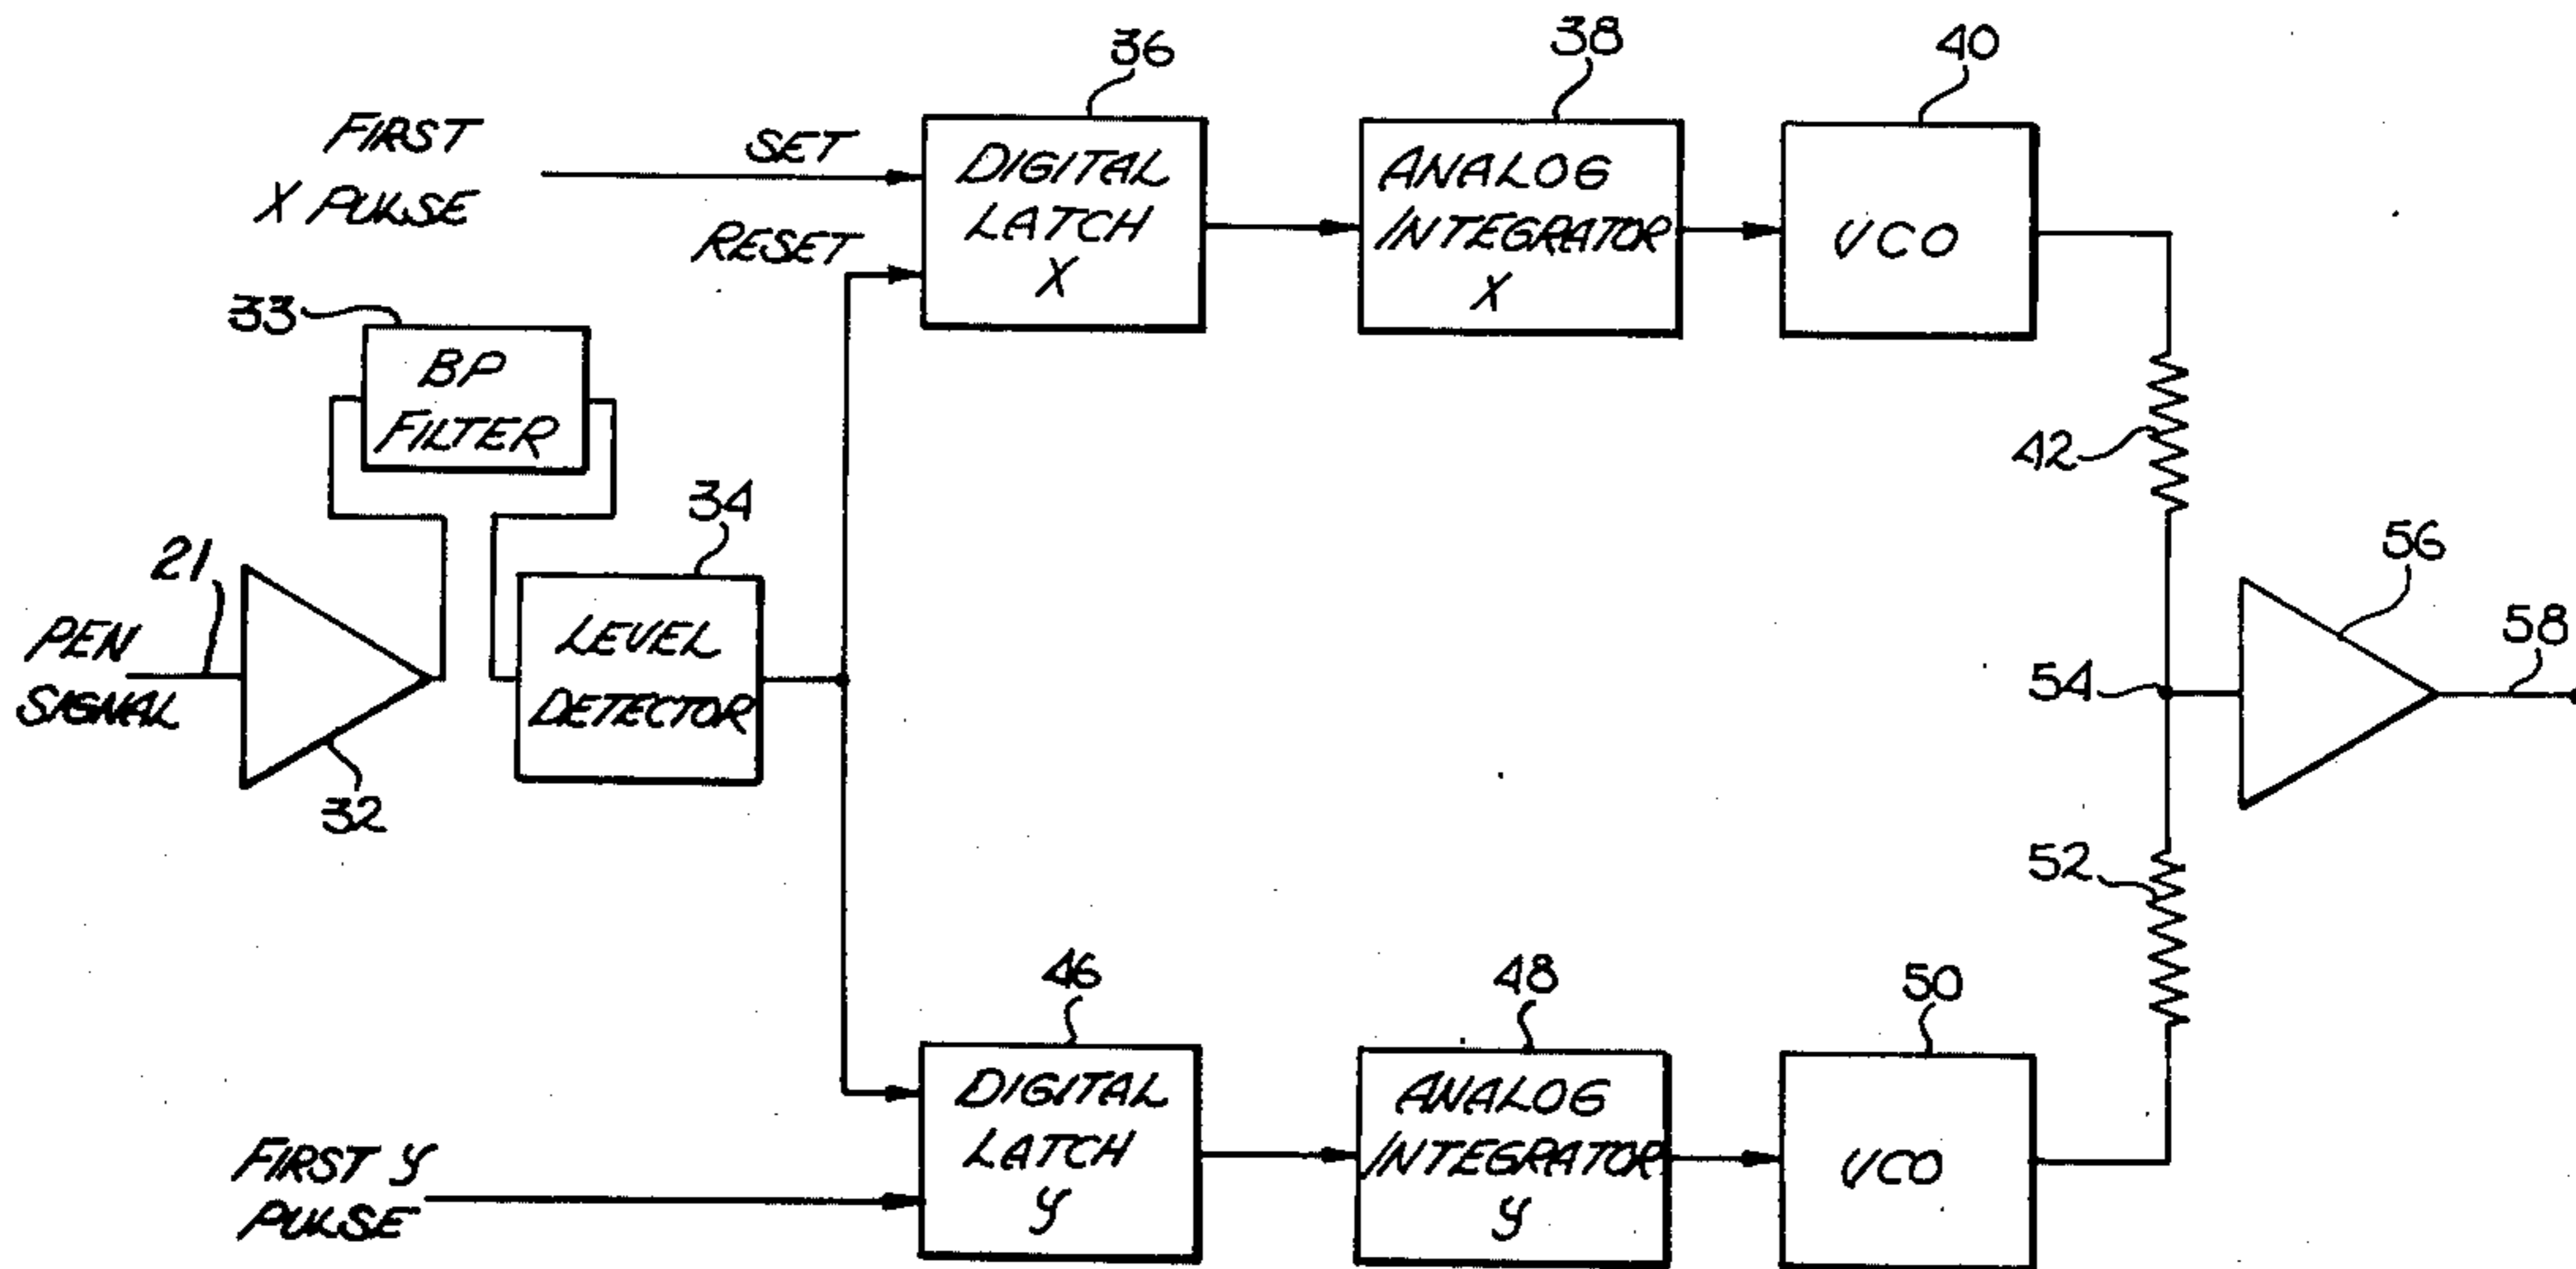 36
38
40
FIRST
X PULSE
SET
RESET
DIGITAL
LATCH
X
ANALOG
INTEGRATOR
X
VCO
33
BP
FILTER
42
34
21
PEN
SIGNAL
32
LEVEL
DETECTOR
56
58
54
52
46
48
50
FIRST Y
PULSE
DIGITAL
LATCH
Y
ANALOG
INTEGRATOR
Y
VCO